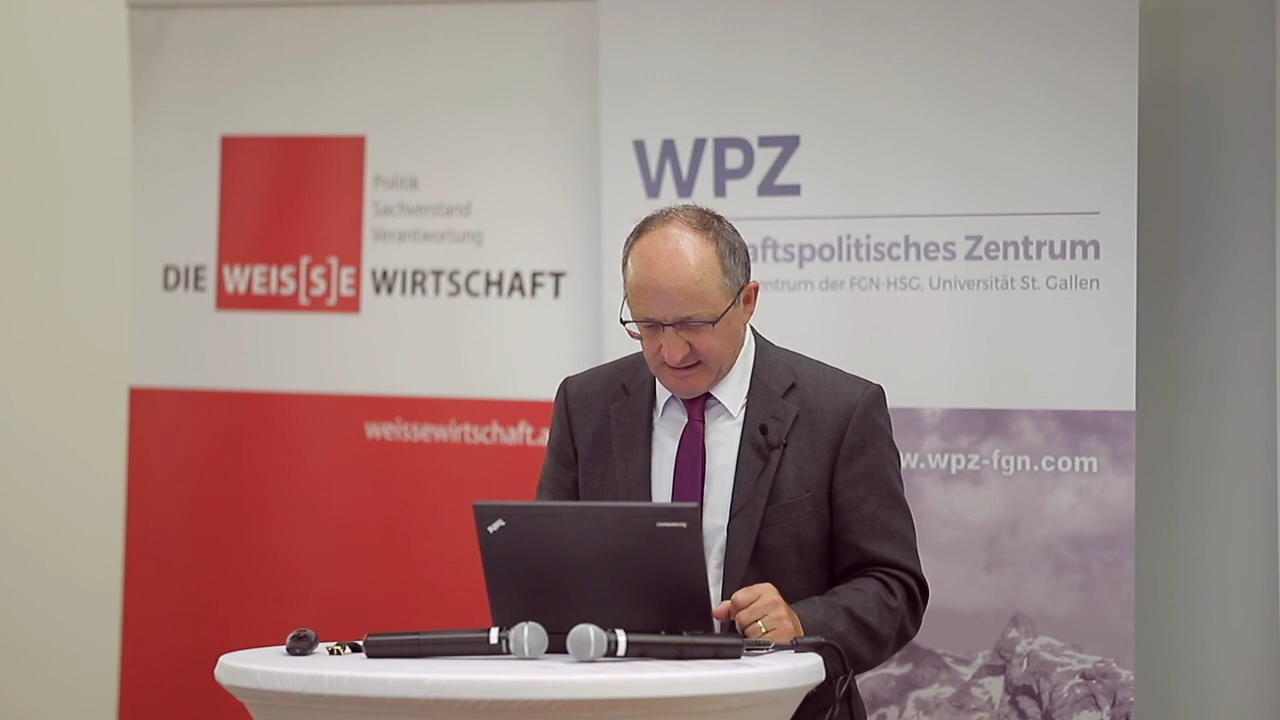 Politik
Sachverstand
Verantwortung
DIE WEIS[S]E WIRTSCHAFT
weissewirtschaft.a
WPZ
aftspolitisches Zentrum
ntrum der FGN-HSG, Universität St. Gallen
w.wpz-fgn.com